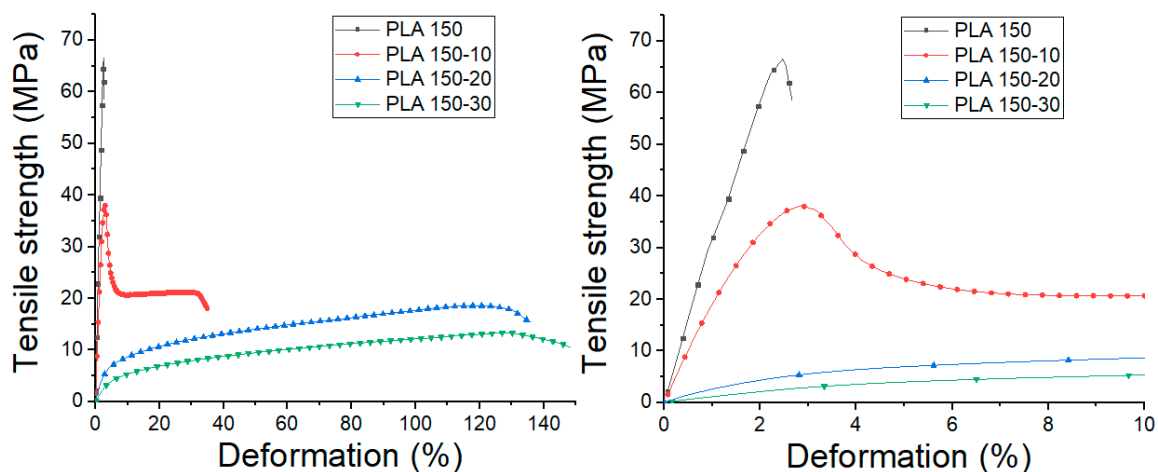 Tensile strength (MPa)
70
60
50
40
30
20
10
0
PLA 150
PLA 150-10
PLA 150-20
PLA 150-30
0 20 40 60 80 100 120 140
Deformation (%)
Tensile strength (MPa)
70
60
50
40
30
20
10
0
PLA 150
PLA 150-10
PLA 150-20
PLA 150-30
0 2 4 6 8 10
Deformation (%)